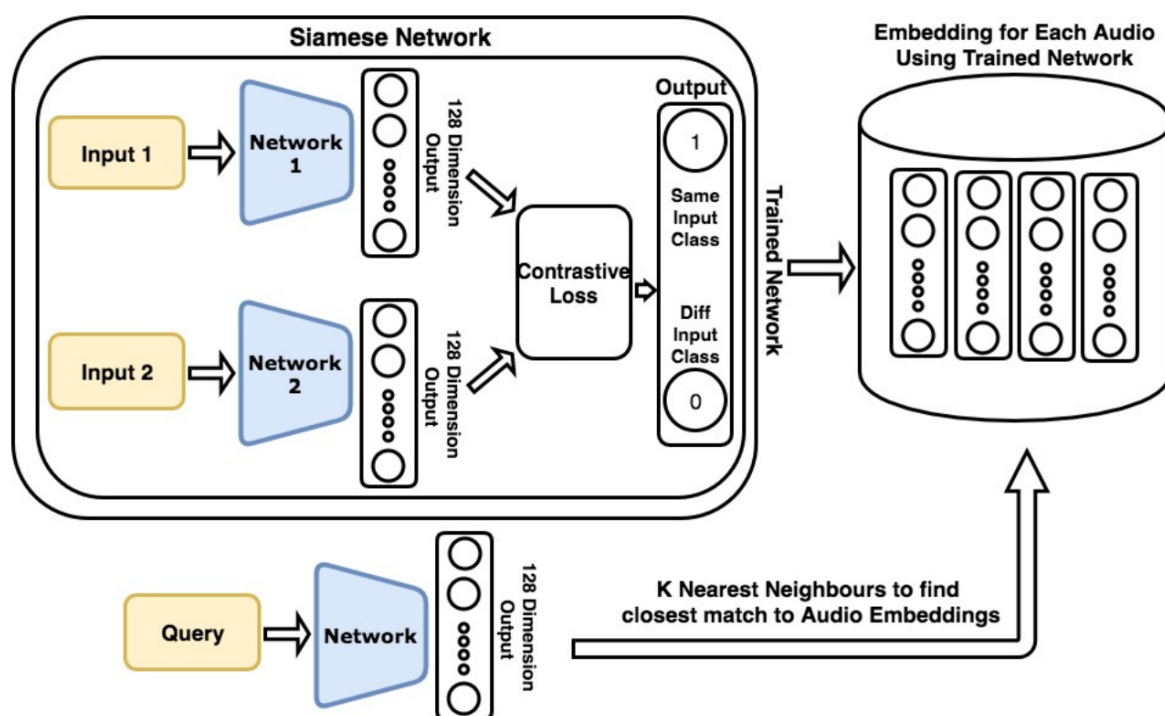 Siamese Network
Input 1
Network
1
128 Dimension
Output
Input 2
Network
2
128 Dimension
Output
Contrastive
Loss
Output
1
Same
Input
Class
Diff
Input
Class
0
Trained Network
Embedding for Each Audio
Using Trained Network
Query
Network
128 Dimension
Output
K Nearest Neighbours to find
closest match to Audio Embeddings